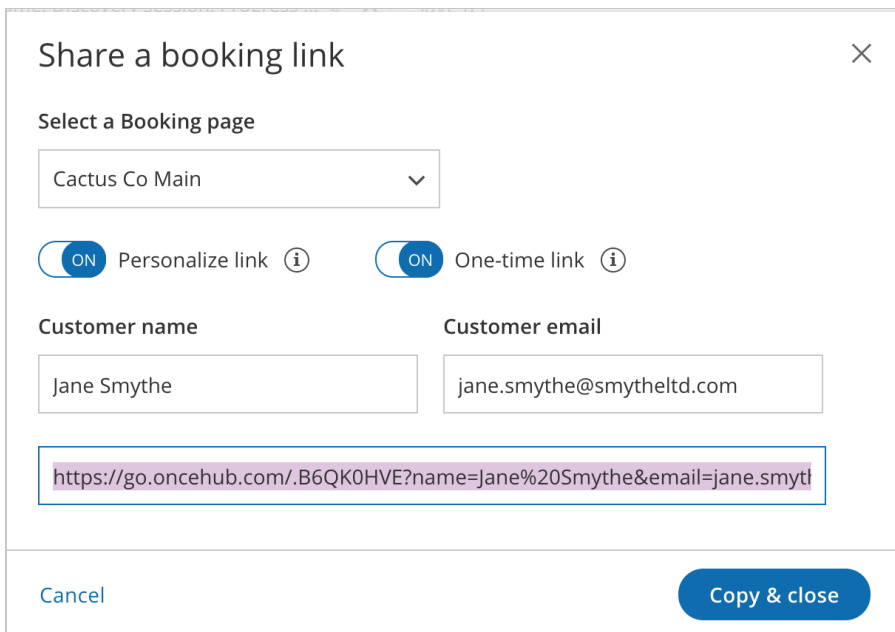 Share a booking link
Select a Booking page
Cactus Co Main
ON Personalize link ON One-time link
Customer name Customer email
Jane Smythe jane.smythe@smytheltd.com
https://go.oncehub.com/.B6QK0HVE?name=Jane%20Smythe&email=jane.smyth
Cancel Copy & close